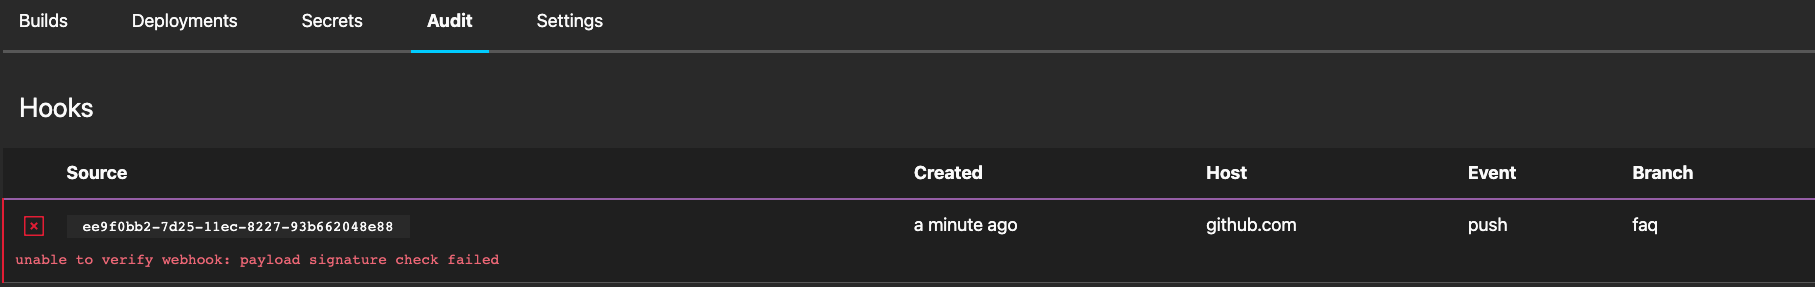 Builds Deployments Secrets Audit Settings
Hooks
Source Created Host Event Branch
ee9f0bb2-7d25-11ec-8227-93b662048e88 a minute ago github.com push faq
unable to verify webhook: payload signature check failed